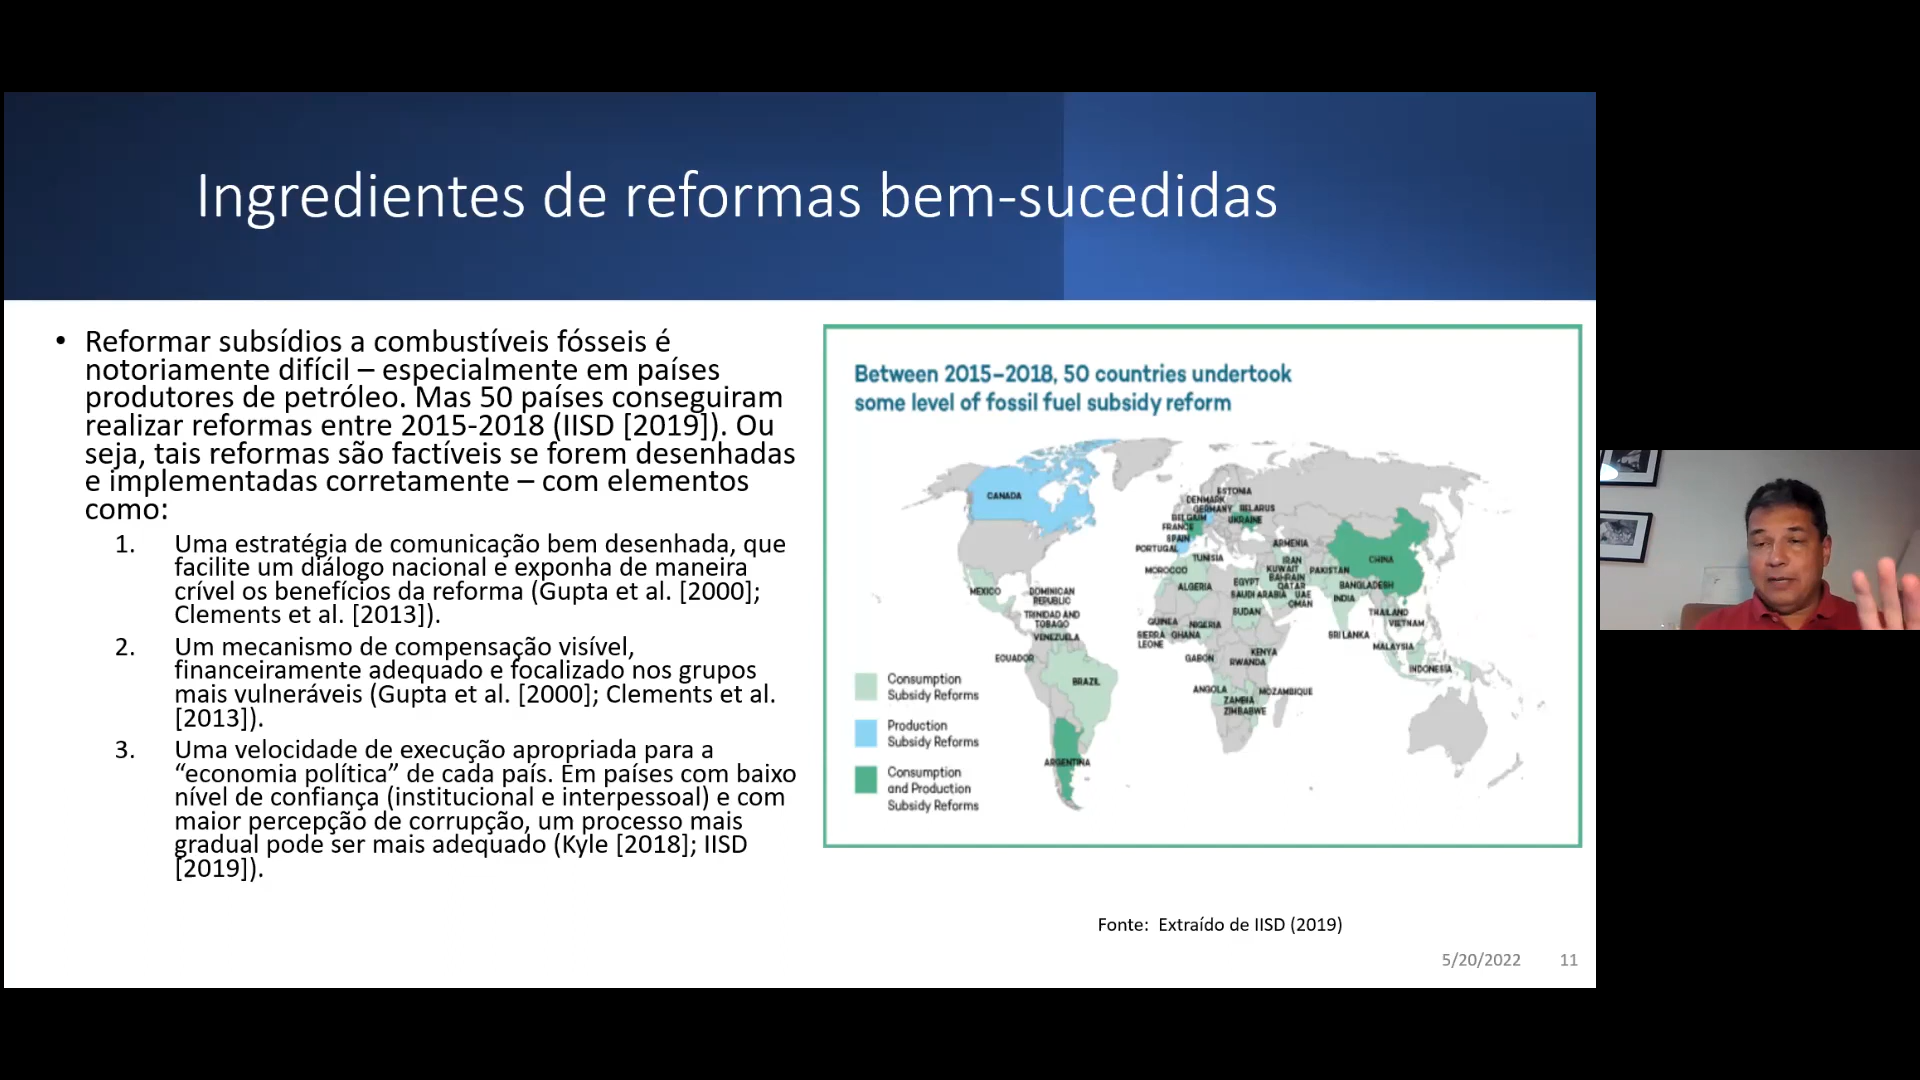 Ingredientes de reformas bem-sucedidas
• Reformar subsídios a combustíveis fósseis é
notoriamente difícil – especialmente em países
produtores de petróleo. Mas 50 países conseguiram
realizar reformas entre 2015-2018 (IISD [2019]). Ou
seja, tais reformas são factíveis se forem desenhadas
e implementadas corretamente – com elementos
como:
1. Uma estratégia de comunicação bem desenhada, que
facilite um diálogo nacional e exponha de maneira
crível os benefícios da reforma (Gupta et al. [2000];
Clements et al. [2013]).
2. Um mecanismo de compensação visível,
financeiramente adequado e focalizado nos grupos
mais vulneráveis (Gupta et al. [2000]; Clements et al.
[2013]).
3. Uma velocidade de execução apropriada para a
“economia política” de cada país. Em países com baixo
nível de confiança (institucional e interpessoal) e com
maior percepção de corrupção, um processo mais
gradual pode ser mais adequado (Kyle [2018]; IISD
[2019]).
Between 2015–2018, 50 countries undertook
some level of fossil fuel subsidy reform
CANADA
ESTONIA
DENMARK
GERMANY BELARUS
BELGIUM UKRAINE
FRANCE
SPAIN
PORTUGAL
TUNISIA
ARMENIA
MOROCCO
ALGERIA
EGYPT
IRAN
KUWAIT
BAHRAIN
QATAR
SAUDI ARABIA UAE
OMAN
PAKISTAN
CHINA
BANGLADESH
INDIA
THAILAND
VIETNAM
SRI LANKA
MALAYSIA
INDONESIA
MEXICO
DOMINICAN
REPUBLIC
TRINIDAD AND
TOBAGO
VENEZUELA
ECUADOR
BRAZIL
ARGENTINA
SUDAN
GUINEA
NIGERIA
SIERRA
LEONE
GHANA
GABON
KENYA
RWANDA
ANGOLA
ZAMBIA
MOZAMBIQUE
ZIMBABWE
Consumption
Subsidy Reforms
Production
Subsidy Reforms
Consumption
and Production
Subsidy Reforms
Fonte: Extraído de IISD (2019)
5/20/2022 11